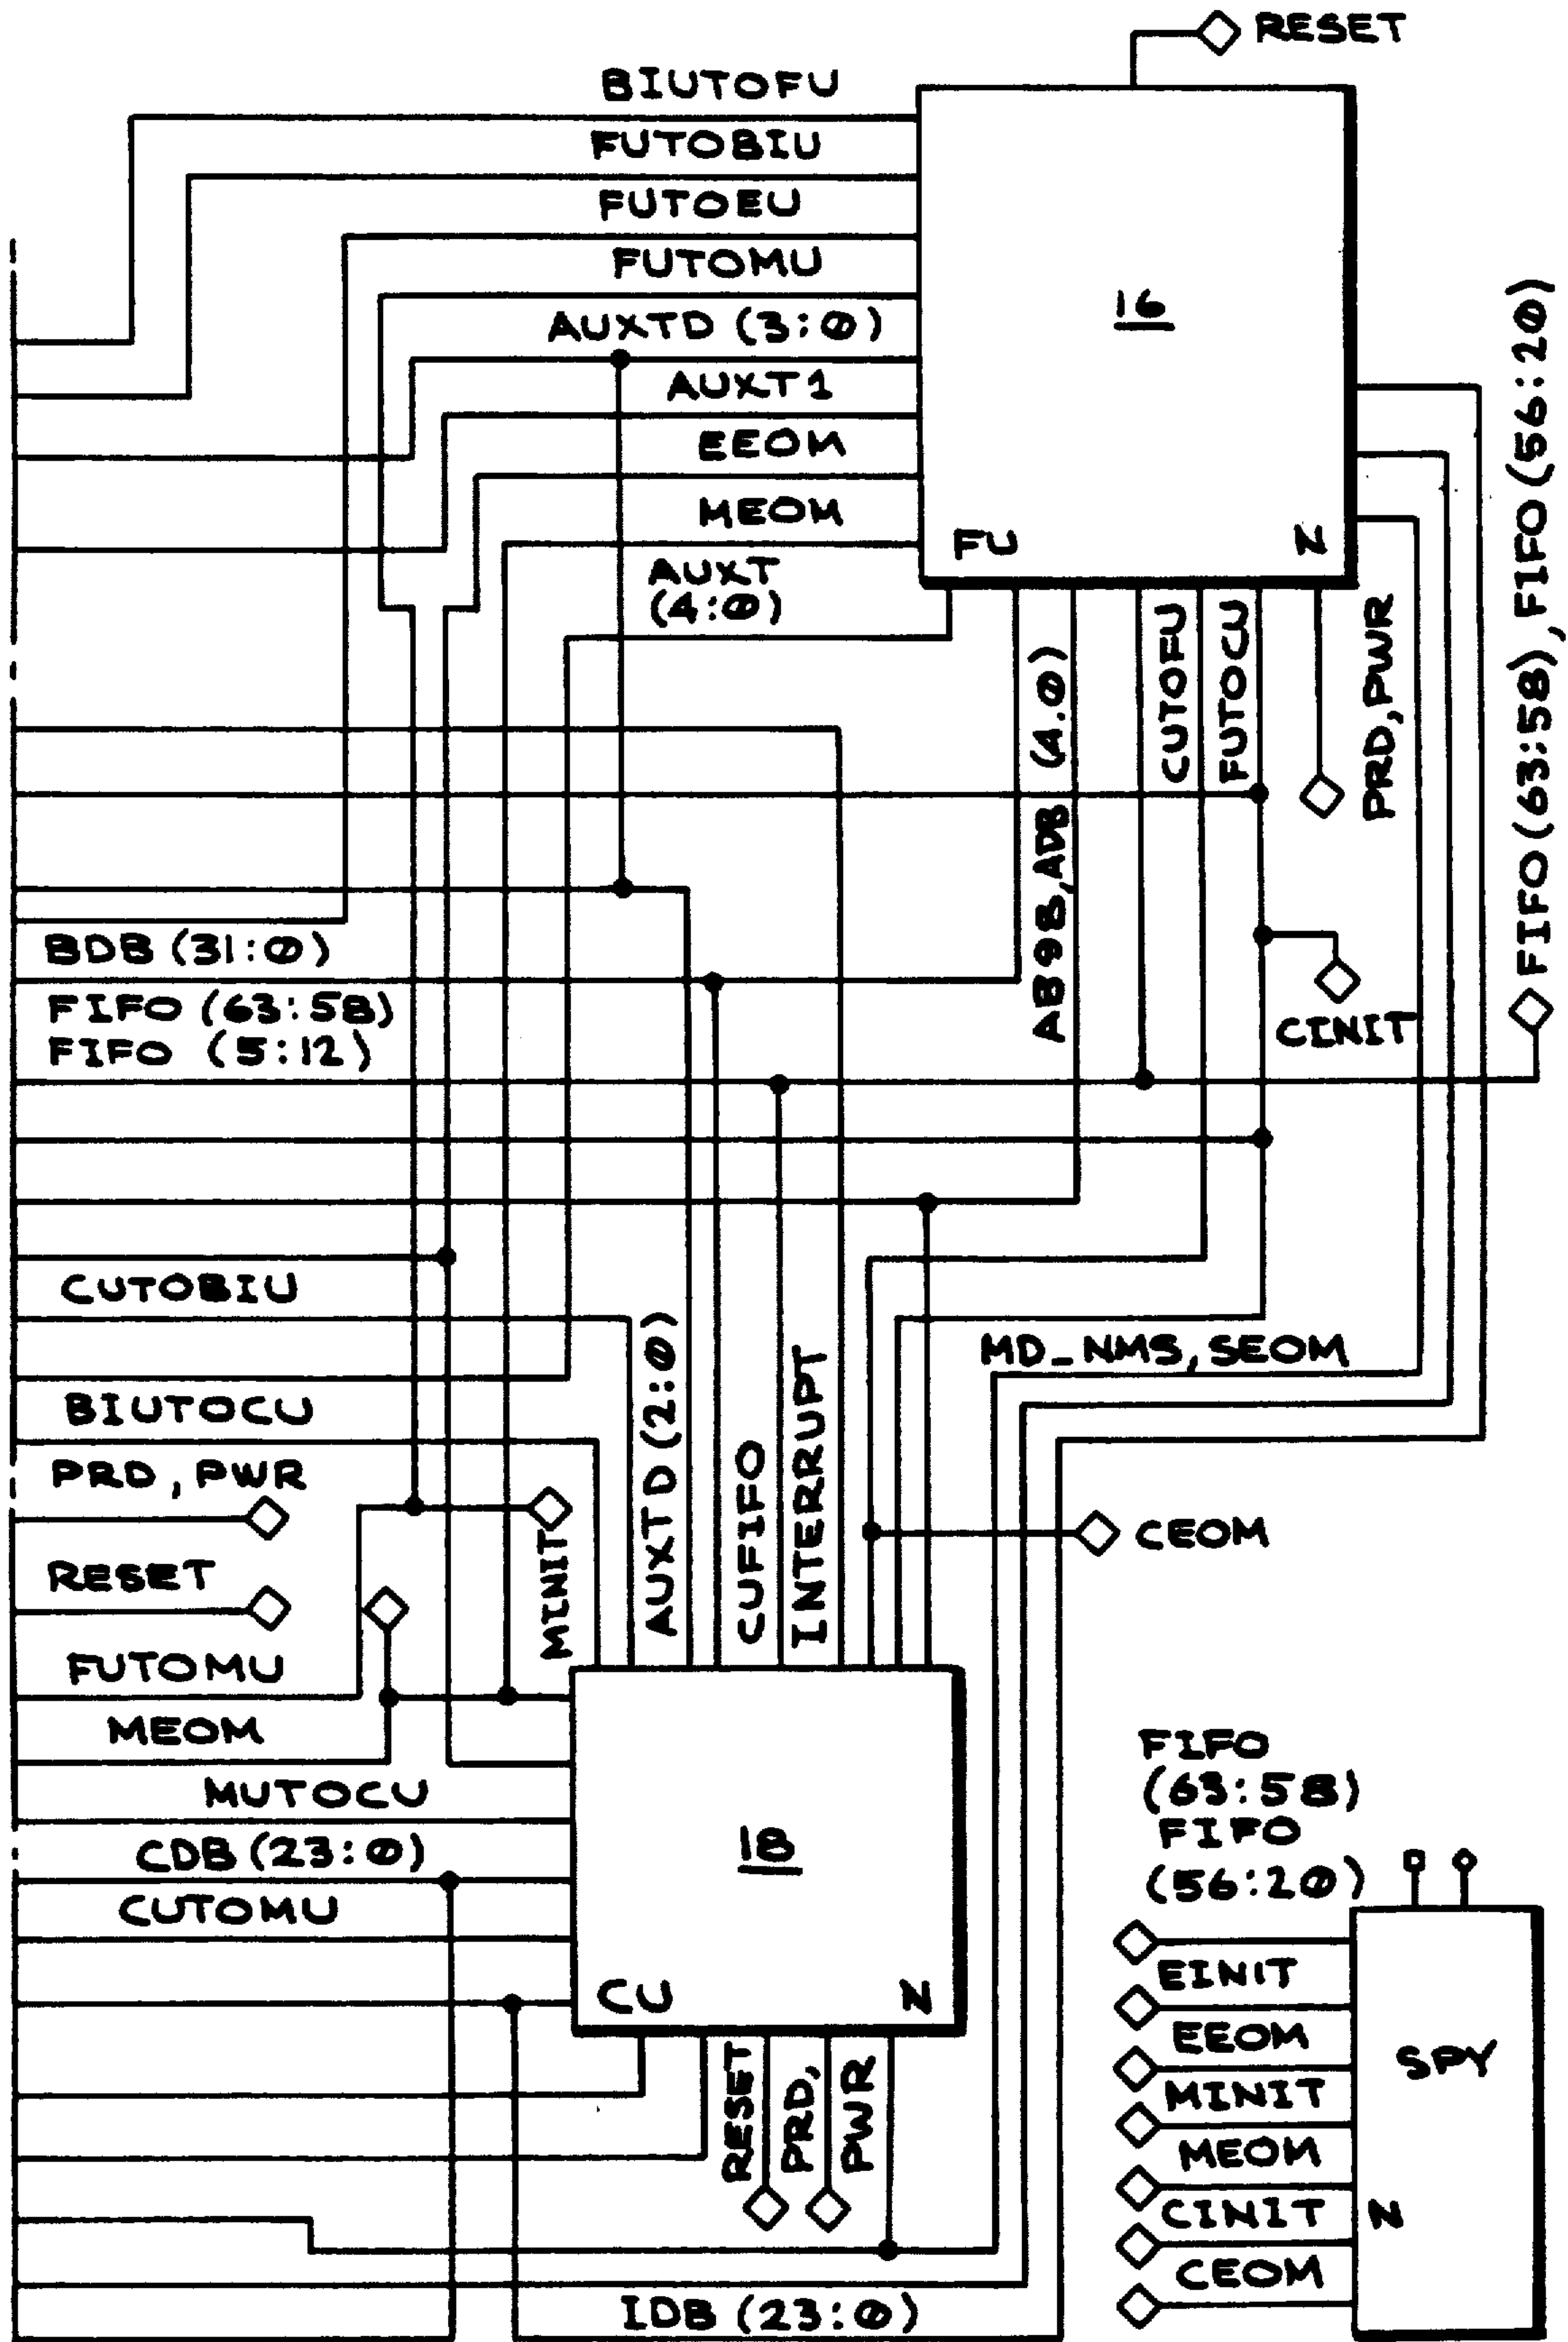 RESET
BIUTOFU
FUTOBIU
FUTOEU
FUTOMU
AUXTD (3:0)
AUXT1
EEOM
MEOM
AUXT
(4:0)
16
FU
N
AB9B,ADB (4.0)
CUTOFU
FUTOCU
PRD,PWR
FIFO(63:58),FIFO(56:20)
BDB (31:0)
FIFO (63:58)
FIFO (5:12)
CINIT
CUTOBIU
BIUTOCU
PRD, PWR
RESET
FUTOMU
MEOM
MUTOCU
CDB (23:0)
CUTOMU
MINIT
AUXTD (2:0)
CUFIFO
INTERRUPT
MD_NMS,SEOM
CEOM
18
CU
N
RESET
PRD,
PWR
IDB (23:0)
FIFO
(63:58)
FIFO
(56:20)
EINIT
EEOM
MINIT
MEOM
CINIT
CEOM
SPY
N